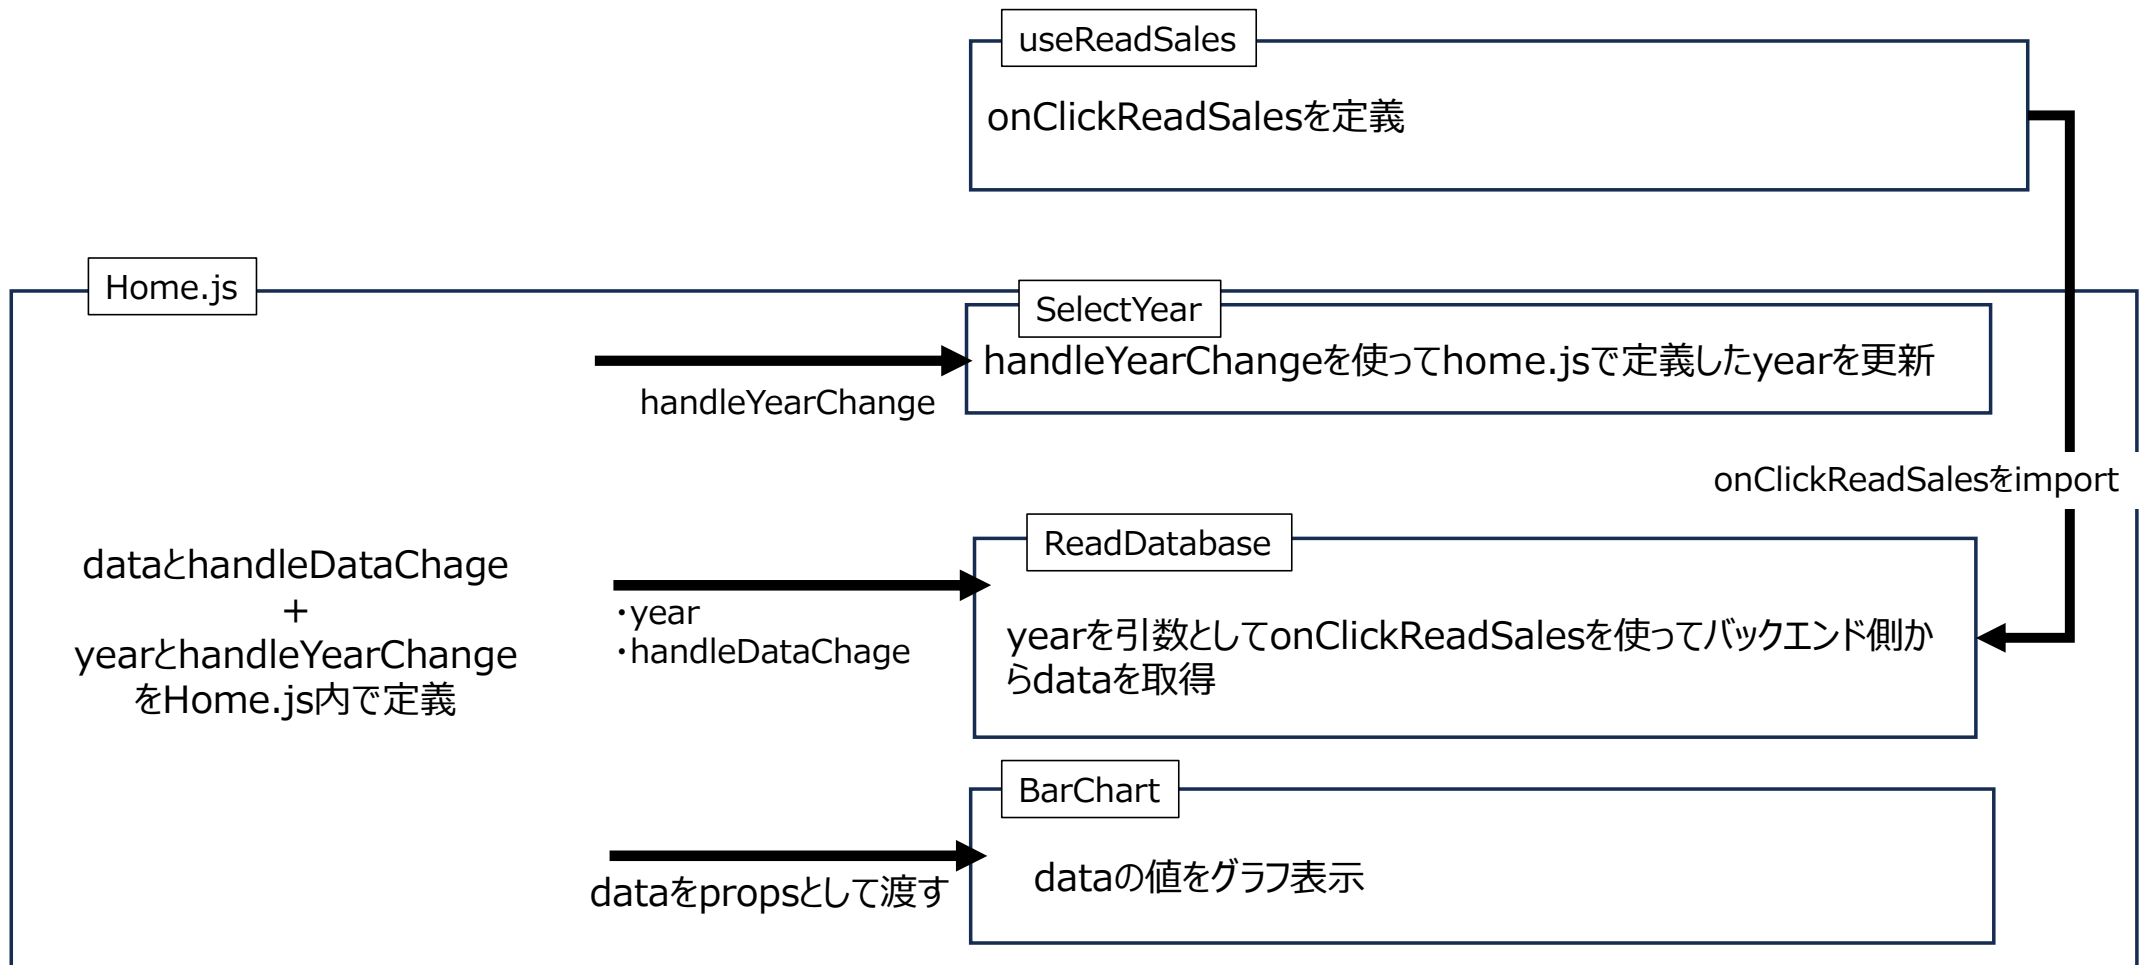 useReadSales
onClickReadSalesを定義
Home.js
SelectYear
handleYearChangeを使ってhome.jsで定義したyearを更新
handleYearChange
onClickReadSalesをimport
ReadDatabase
dataとhandleDataChage
+
yearとhandleYearChange
をHome.js内で定義
・year
・handleDataChage
yearを引数としてonClickReadSalesを使ってバックエンド側か
らdataを取得
BarChart
dataをpropsとして渡す
dataの値をグラフ表示